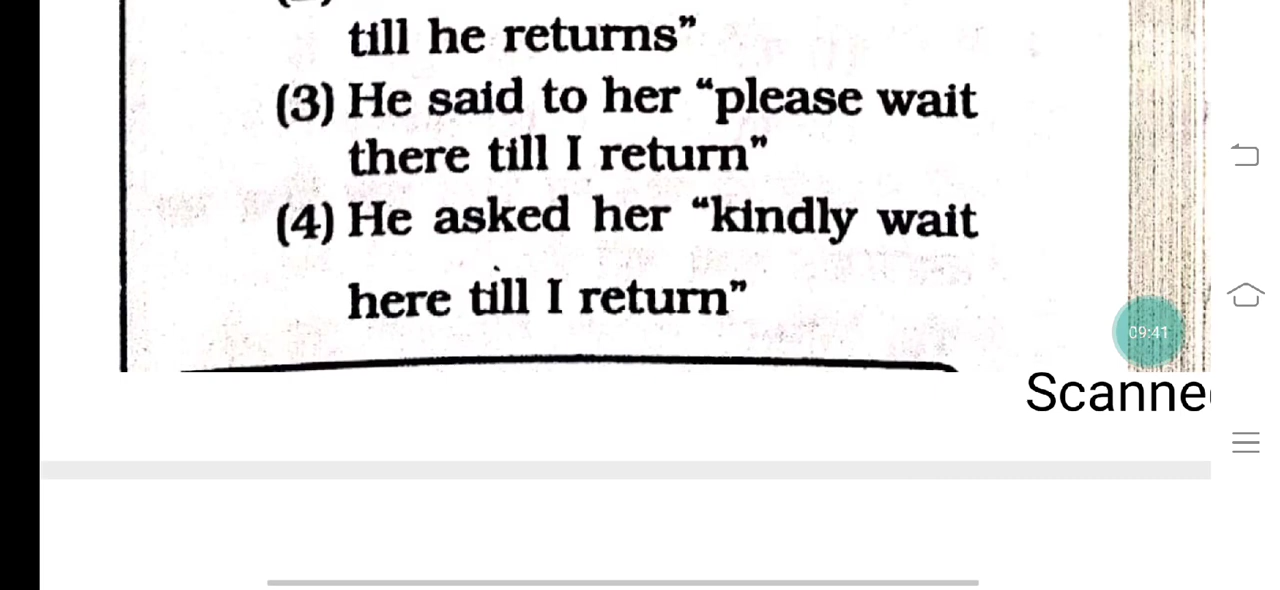 till he returns”
(3) He said to her “please wait
there till I return”
(4) He asked her “kindly wait
here till I return”
09:41
Scanne